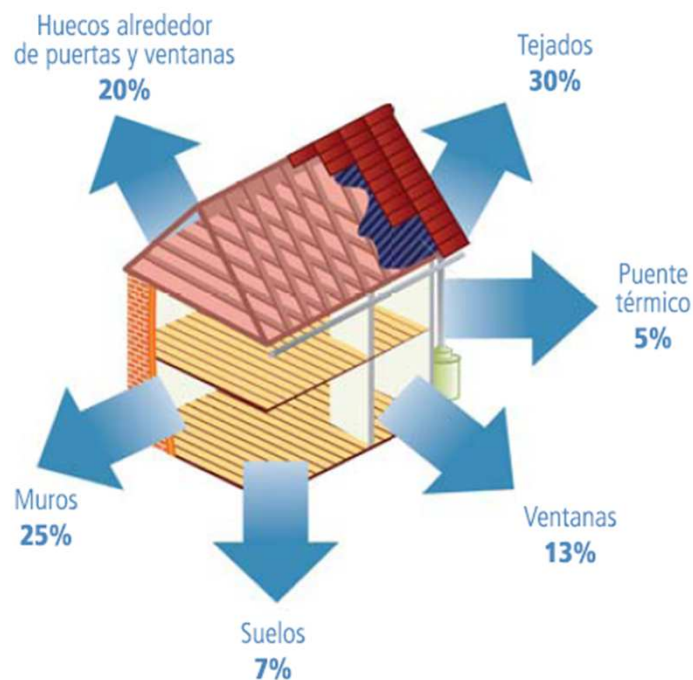 Huecos alrededor
de puertas y ventanas
20%
Tejados
30%
Puente
térmico
5%
Muros
25%
Ventanas
13%
Suelos
7%